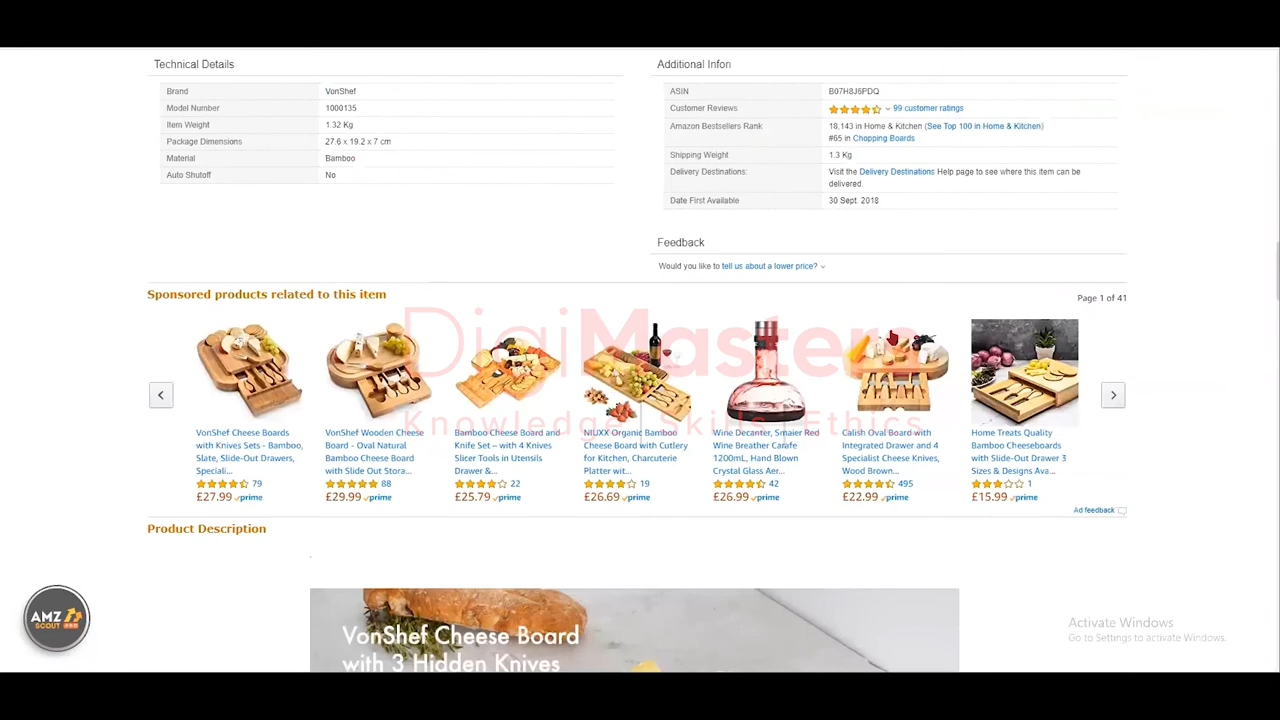 Technical Details
Brand VonShef
Model Number 1000135
Item Weight 1.32 Kg
Package Dimensions 27.6 x 19.2 x 7 cm
Material Bamboo
Auto Shutoff No
Additional Infori
ASIN B07H8J6PDQ
Customer Reviews 99 customer ratings
Amazon Bestsellers Rank 18,143 in Home & Kitchen (See Top 100 in Home & Kitchen)
#65 in Chopping Boards
Shipping Weight 1.3 Kg
Delivery Destinations: Visit the Delivery Destinations Help page to see where this item can be
delivered.
Date First Available 30 Sept. 2018
Feedback
Would you like to tell us about a lower price?
Sponsored products related to this item
Page 1 of 41
DigiMasters
Knowledge | Skills | Ethics
VonShef Cheese Boards
with Knives Sets - Bamboo,
Slate, Slide-Out Drawers,
Speciali...
79
£27.99 prime
VonShef Wooden Cheese
Board - Oval Natural
Bamboo Cheese Board
with Slide Out Stora...
88
£29.99 prime
Bamboo Cheese Board and
Knife Set – with 4 Knives
Slicer Tools in Utensils
Drawer &...
22
£25.79 prime
NIUXX Organic Bamboo
Cheese Board with Cutlery
for Kitchen, Charcuterie
Platter wit...
19
£26.69 prime
Wine Decanter, Smaier Red
Wine Breather Carafe
1200mL, Hand Blown
Crystal Glass Aer...
42
£26.99 prime
Calish Oval Board with
Integrated Drawer and 4
Specialist Cheese Knives,
Wood Brown...
495
£22.99 prime
Home Treats Quality
Bamboo Cheeseboards
with Slide-Out Drawer 3
Sizes & Designs Ava...
1
£15.99 prime
Ad feedback
Product Description
VonShef Cheese Board
with 3 Hidden Knives
AMZ
SCOUT PRO
Activate Windows
Go to Settings to activate Windows.